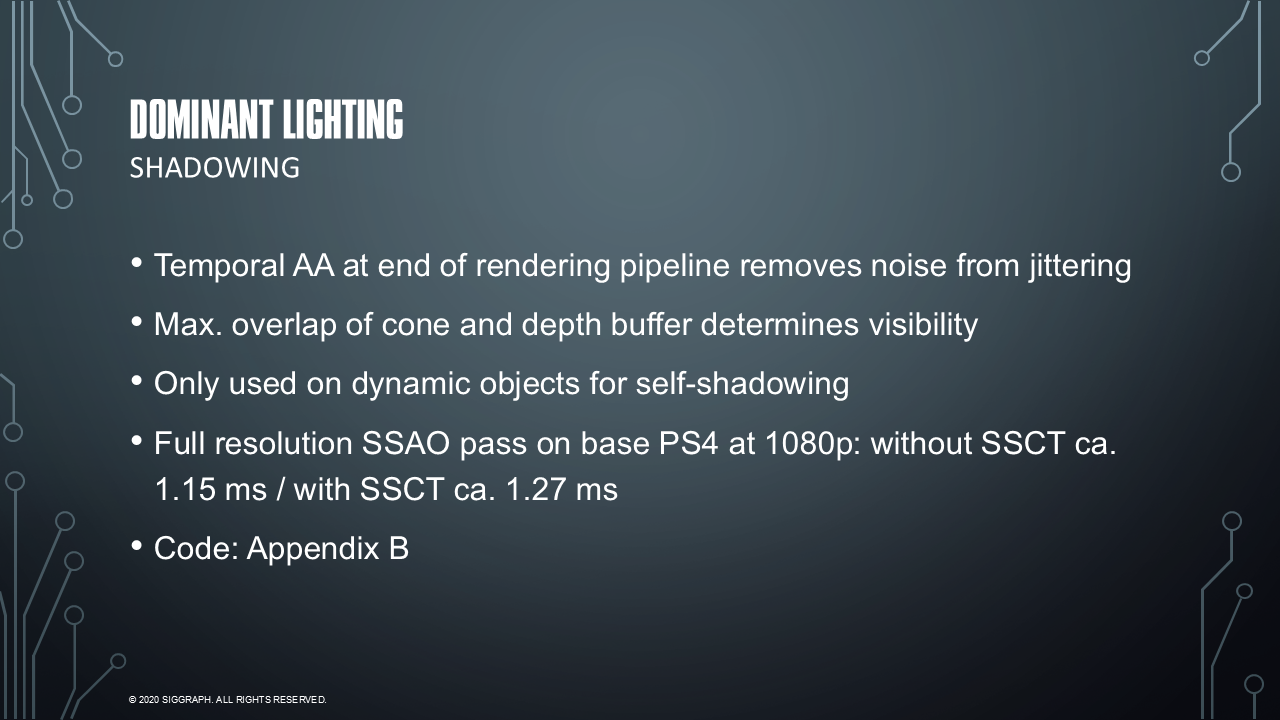 DOMINANT LIGHTING
SHADOWING
• Temporal AA at end of rendering pipeline removes noise from jittering
• Max. overlap of cone and depth buffer determines visibility
• Only used on dynamic objects for self-shadowing
• Full resolution SSAO pass on base PS4 at 1080p: without SSCT ca.
1.15 ms / with SSCT ca. 1.27 ms
• Code: Appendix B
© 2020 SIGGRAPH. ALL RIGHTS RESERVED.